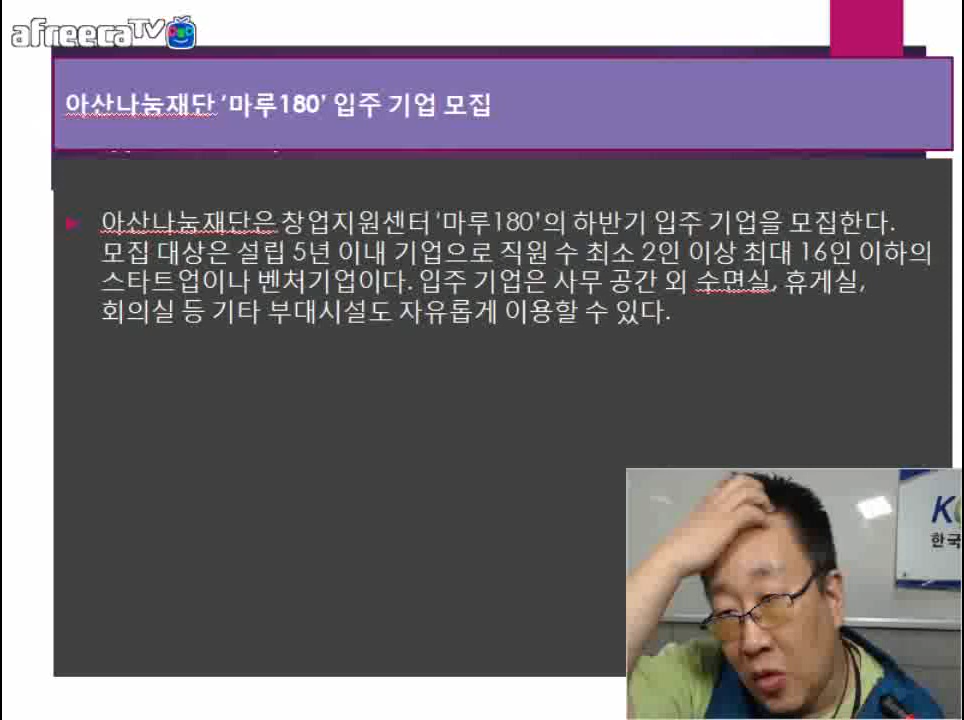 afreecaTV
아산나눔재단 ‘마루180’ 입주 기업 모집
아산나눔재단은 창업지원센터 ‘마루180’의 하반기 입주 기업을 모집한다.
모집 대상은 설립 5년 이내 기업으로 직원 수 최소 2인 이상 최대 16인 이하의
스타트업이나 벤처기업이다. 입주 기업은 사무 공간 외 수면실, 휴게실,
회의실 등 기타 부대시설도 자유롭게 이용할 수 있다.
한국